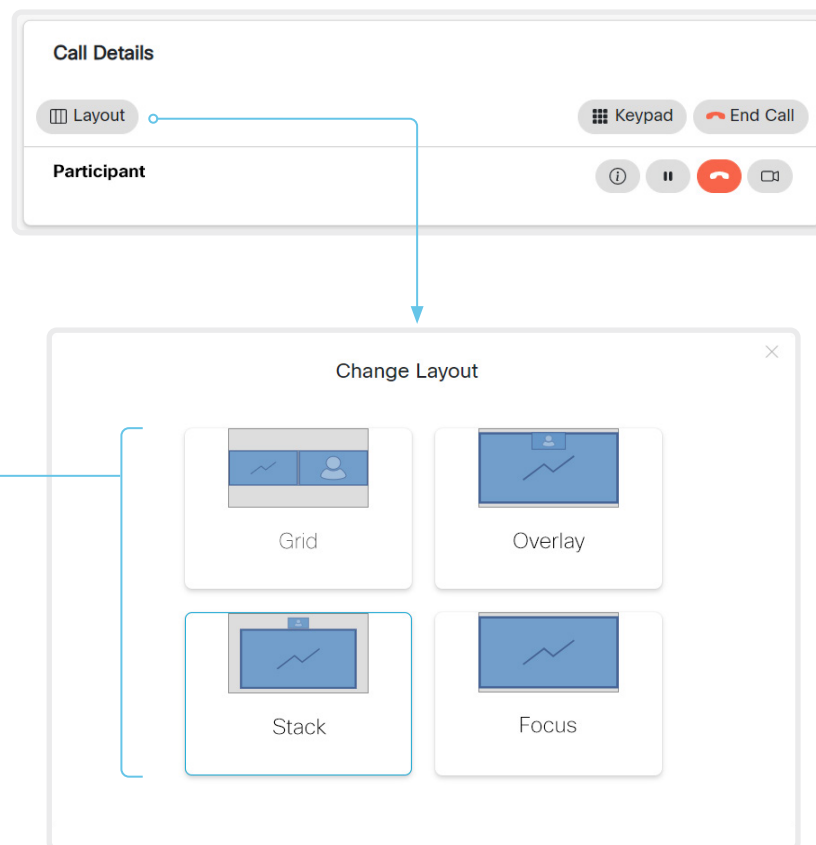 Call Details
Layout
Keypad
End Call
Participant
Change Layout
Grid
Overlay
Stack
Focus